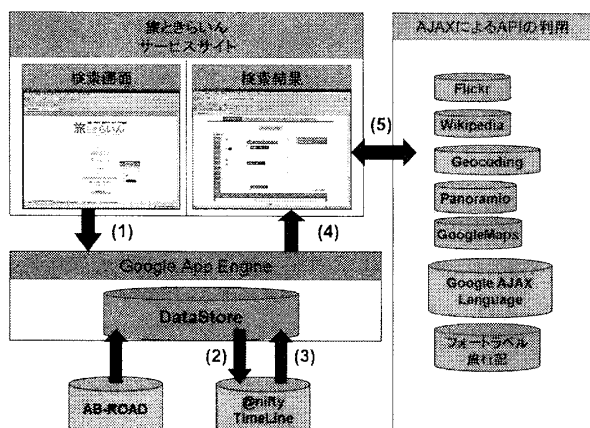 旅ときらいん
サービスサイト
検索画面
検索結果
旅ときらいん
(1)
(4)
(5)
Google App Engine
DataStore
(2)
(3)
AB-ROAD
@nifty
TimeLine
AJAXによるAPIの利用
Flickr
Wikipedia
Geocoding
Panoramio
GoogleMaps
Google AJAX
Language
フォートラベル
旅行記